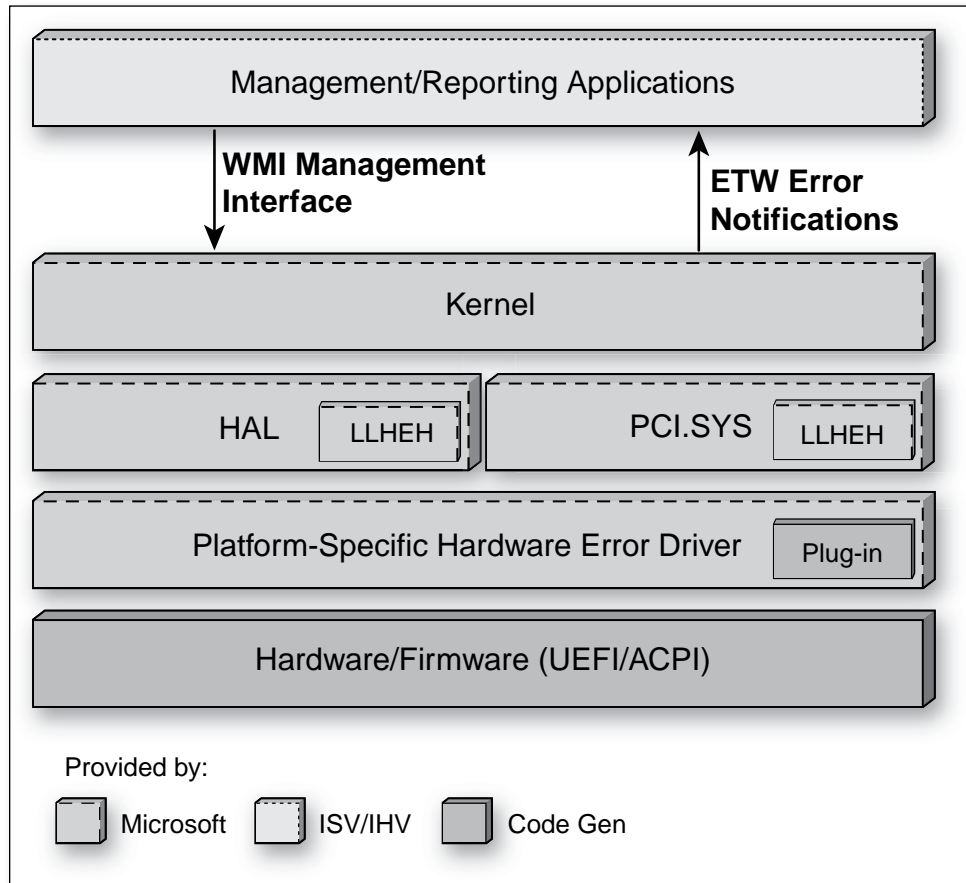 Management/Reporting Applications
WMI Management
Interface
ETW Error
Notifications
Kernel
HAL
LLHEH
PCI.SYS
LLHEH
Platform-Specific Hardware Error Driver
Plug-in
Hardware/Firmware (UEFI/ACPI)
Provided by:
Microsoft
ISV/IHV
Code Gen